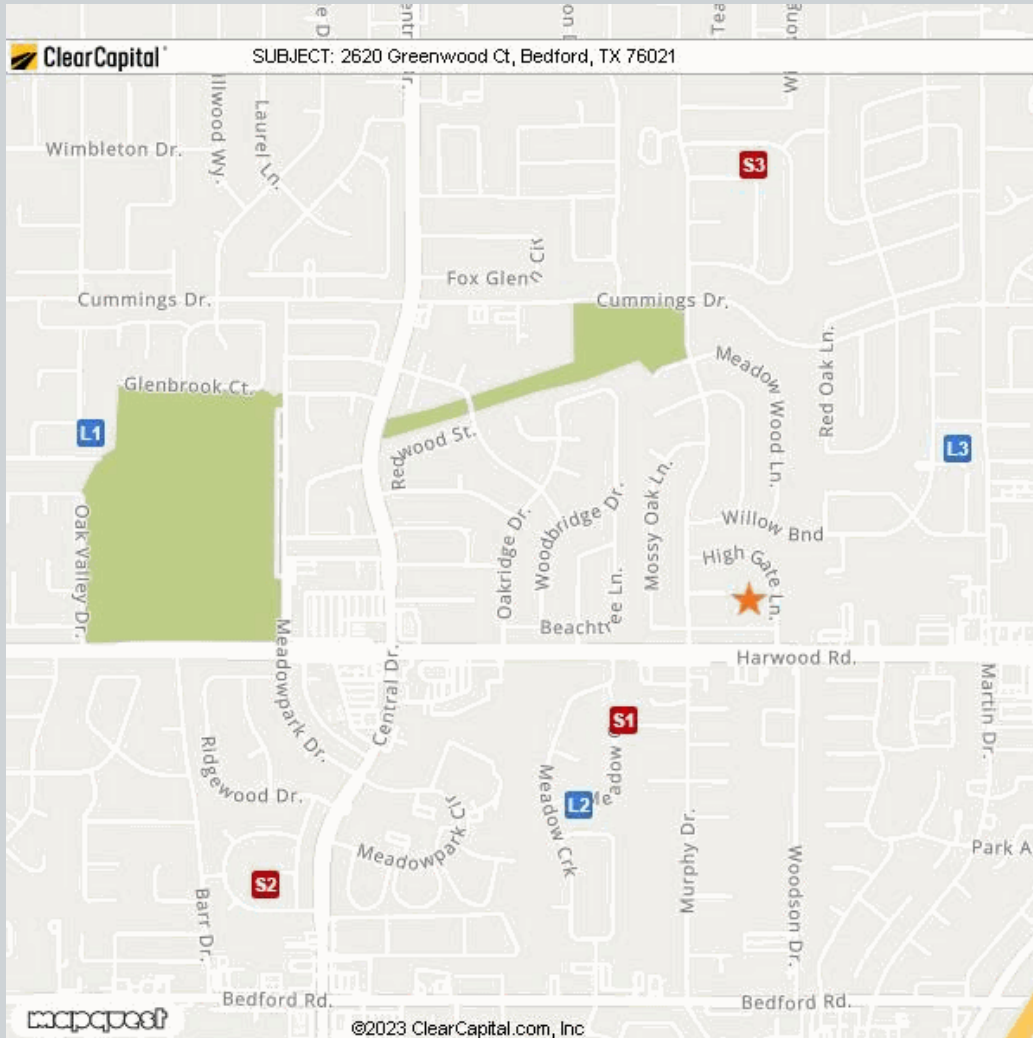 ClearCapital
SUBJECT: 2620 Greenwood Ct, Bedford, TX 76021
Wimbleton Dr.
Laurel Ln.
S3
Fox Glenn Cir
Cummings Dr.
Cummings Dr.
Glenbrook Ct.
Meadow Wood Ln.
Red Oak Ln.
L1
Redwood St.
L3
Oak Valley Dr.
Oakridge Dr.
Woodbridge Dr.
Mossy Oak Ln.
Willow Bnd
High Gate Ln.
Beachtree Ln.
Harwood Rd.
Meadowpark Dr.
Central Dr.
Martin Dr.
S1
Ridgewood Dr.
L2
Meadow Crk
Meadowpark Cir
Murphy Dr.
Park A
S2
Barr Dr.
Woodson Dr.
Bedford Rd.
Bedford Rd.
mapquest
©2023 ClearCapital.com, Inc